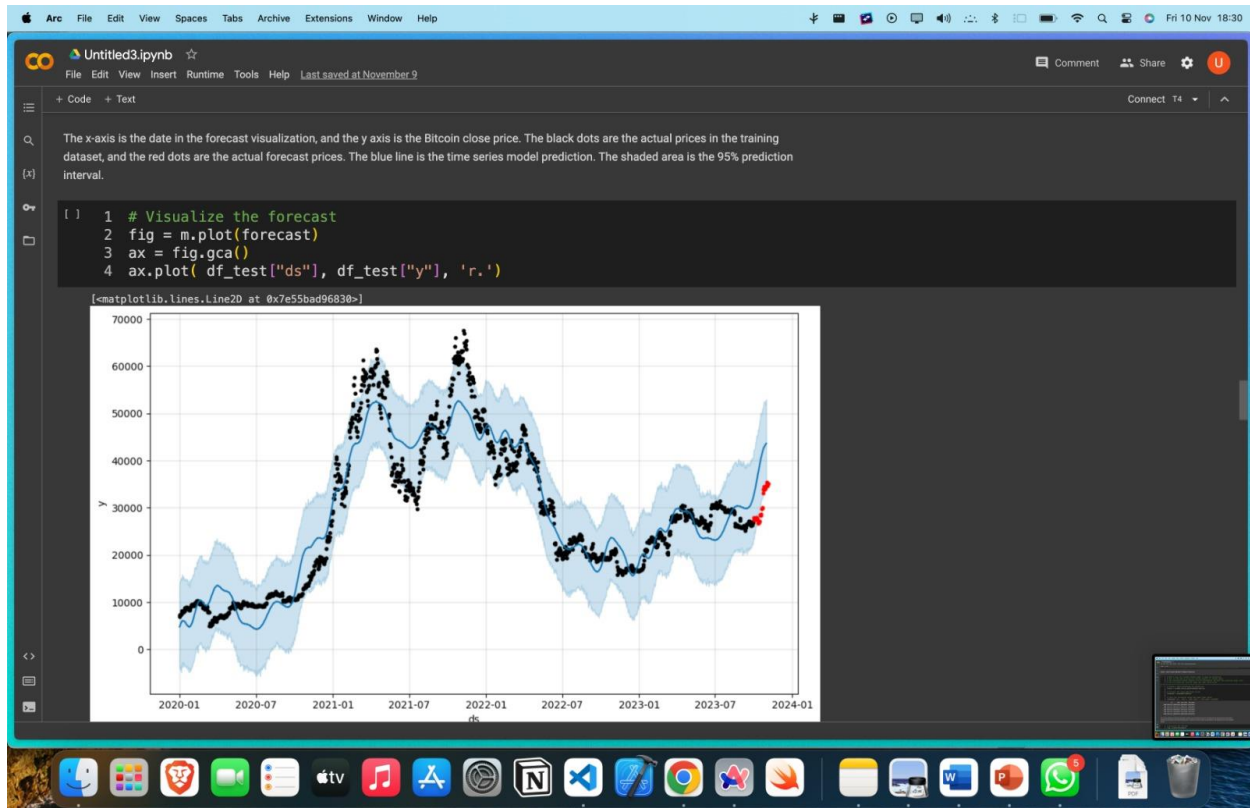 Arc File Edit View Spaces Tabs Archive Extensions Window Help Fri 10 Nov 18:30
Untitled3.ipynb
Comment Share U
File Edit View Insert Runtime Tools Help Last saved at November 9
+ Code + Text Connect T4
The x-axis is the date in the forecast visualization, and the y axis is the Bitcoin close price. The black dots are the actual prices in the training
dataset, and the red dots are the actual forecast prices. The blue line is the time series model prediction. The shaded area is the 95% prediction
interval.
{x}
[ ] 1 # Visualize the forecast
2 fig = m.plot(forecast)
3 ax = fig.gca()
4 ax.plot( df_test["ds"], df_test["y"], 'r.')
[<matplotlib.lines.Line2D at 0x7e55bad96830>]
70000
60000
50000
40000
30000
20000
10000
0
y
2020-01 2020-07 2021-01 2021-07 2022-01 2022-07 2023-01 2023-07 2024-01
ds
tv N W P 5
PDF